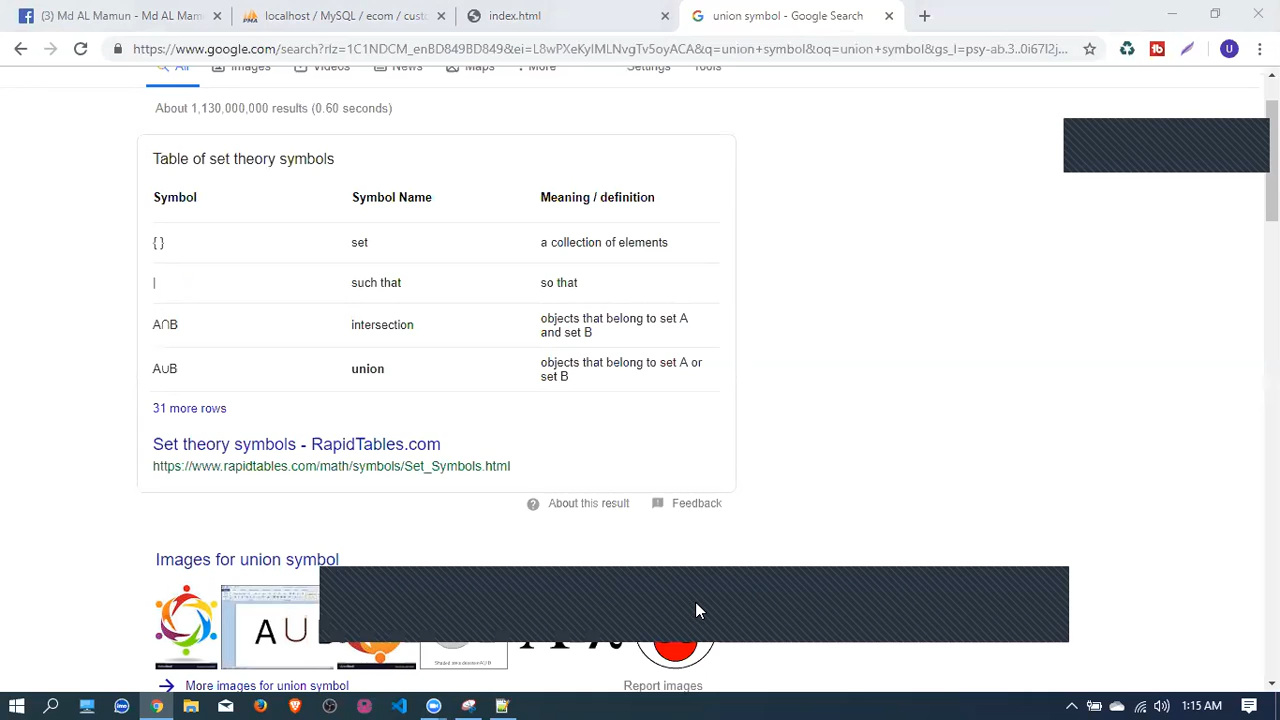 (3) Md AL Mamun - Md AL Mam
localhost / MySQL / ecom / cust
index.html
union symbol - Google Search
https://www.google.com/search?rlz=1C1NDCM_enBD849BD849&ei=L8wPXeKyIMLNvgTv5oyACA&q=union+symbol&oq=union+symbol&gs_l=psy-ab.3..0i67l2j...
U
All Images Videos News Maps More Settings Tools
About 1,130,000,000 results (0.60 seconds)
Table of set theory symbols
Symbol Symbol Name Meaning / definition
{ } set a collection of elements
| such that so that
A∩B intersection objects that belong to set A
and set B
A∪B union objects that belong to set A or
set B
31 more rows
Set theory symbols - RapidTables.com
https://www.rapidtables.com/math/symbols/Set_Symbols.html
About this result Feedback
Images for union symbol
A U
More images for union symbol Report images
1:15 AM